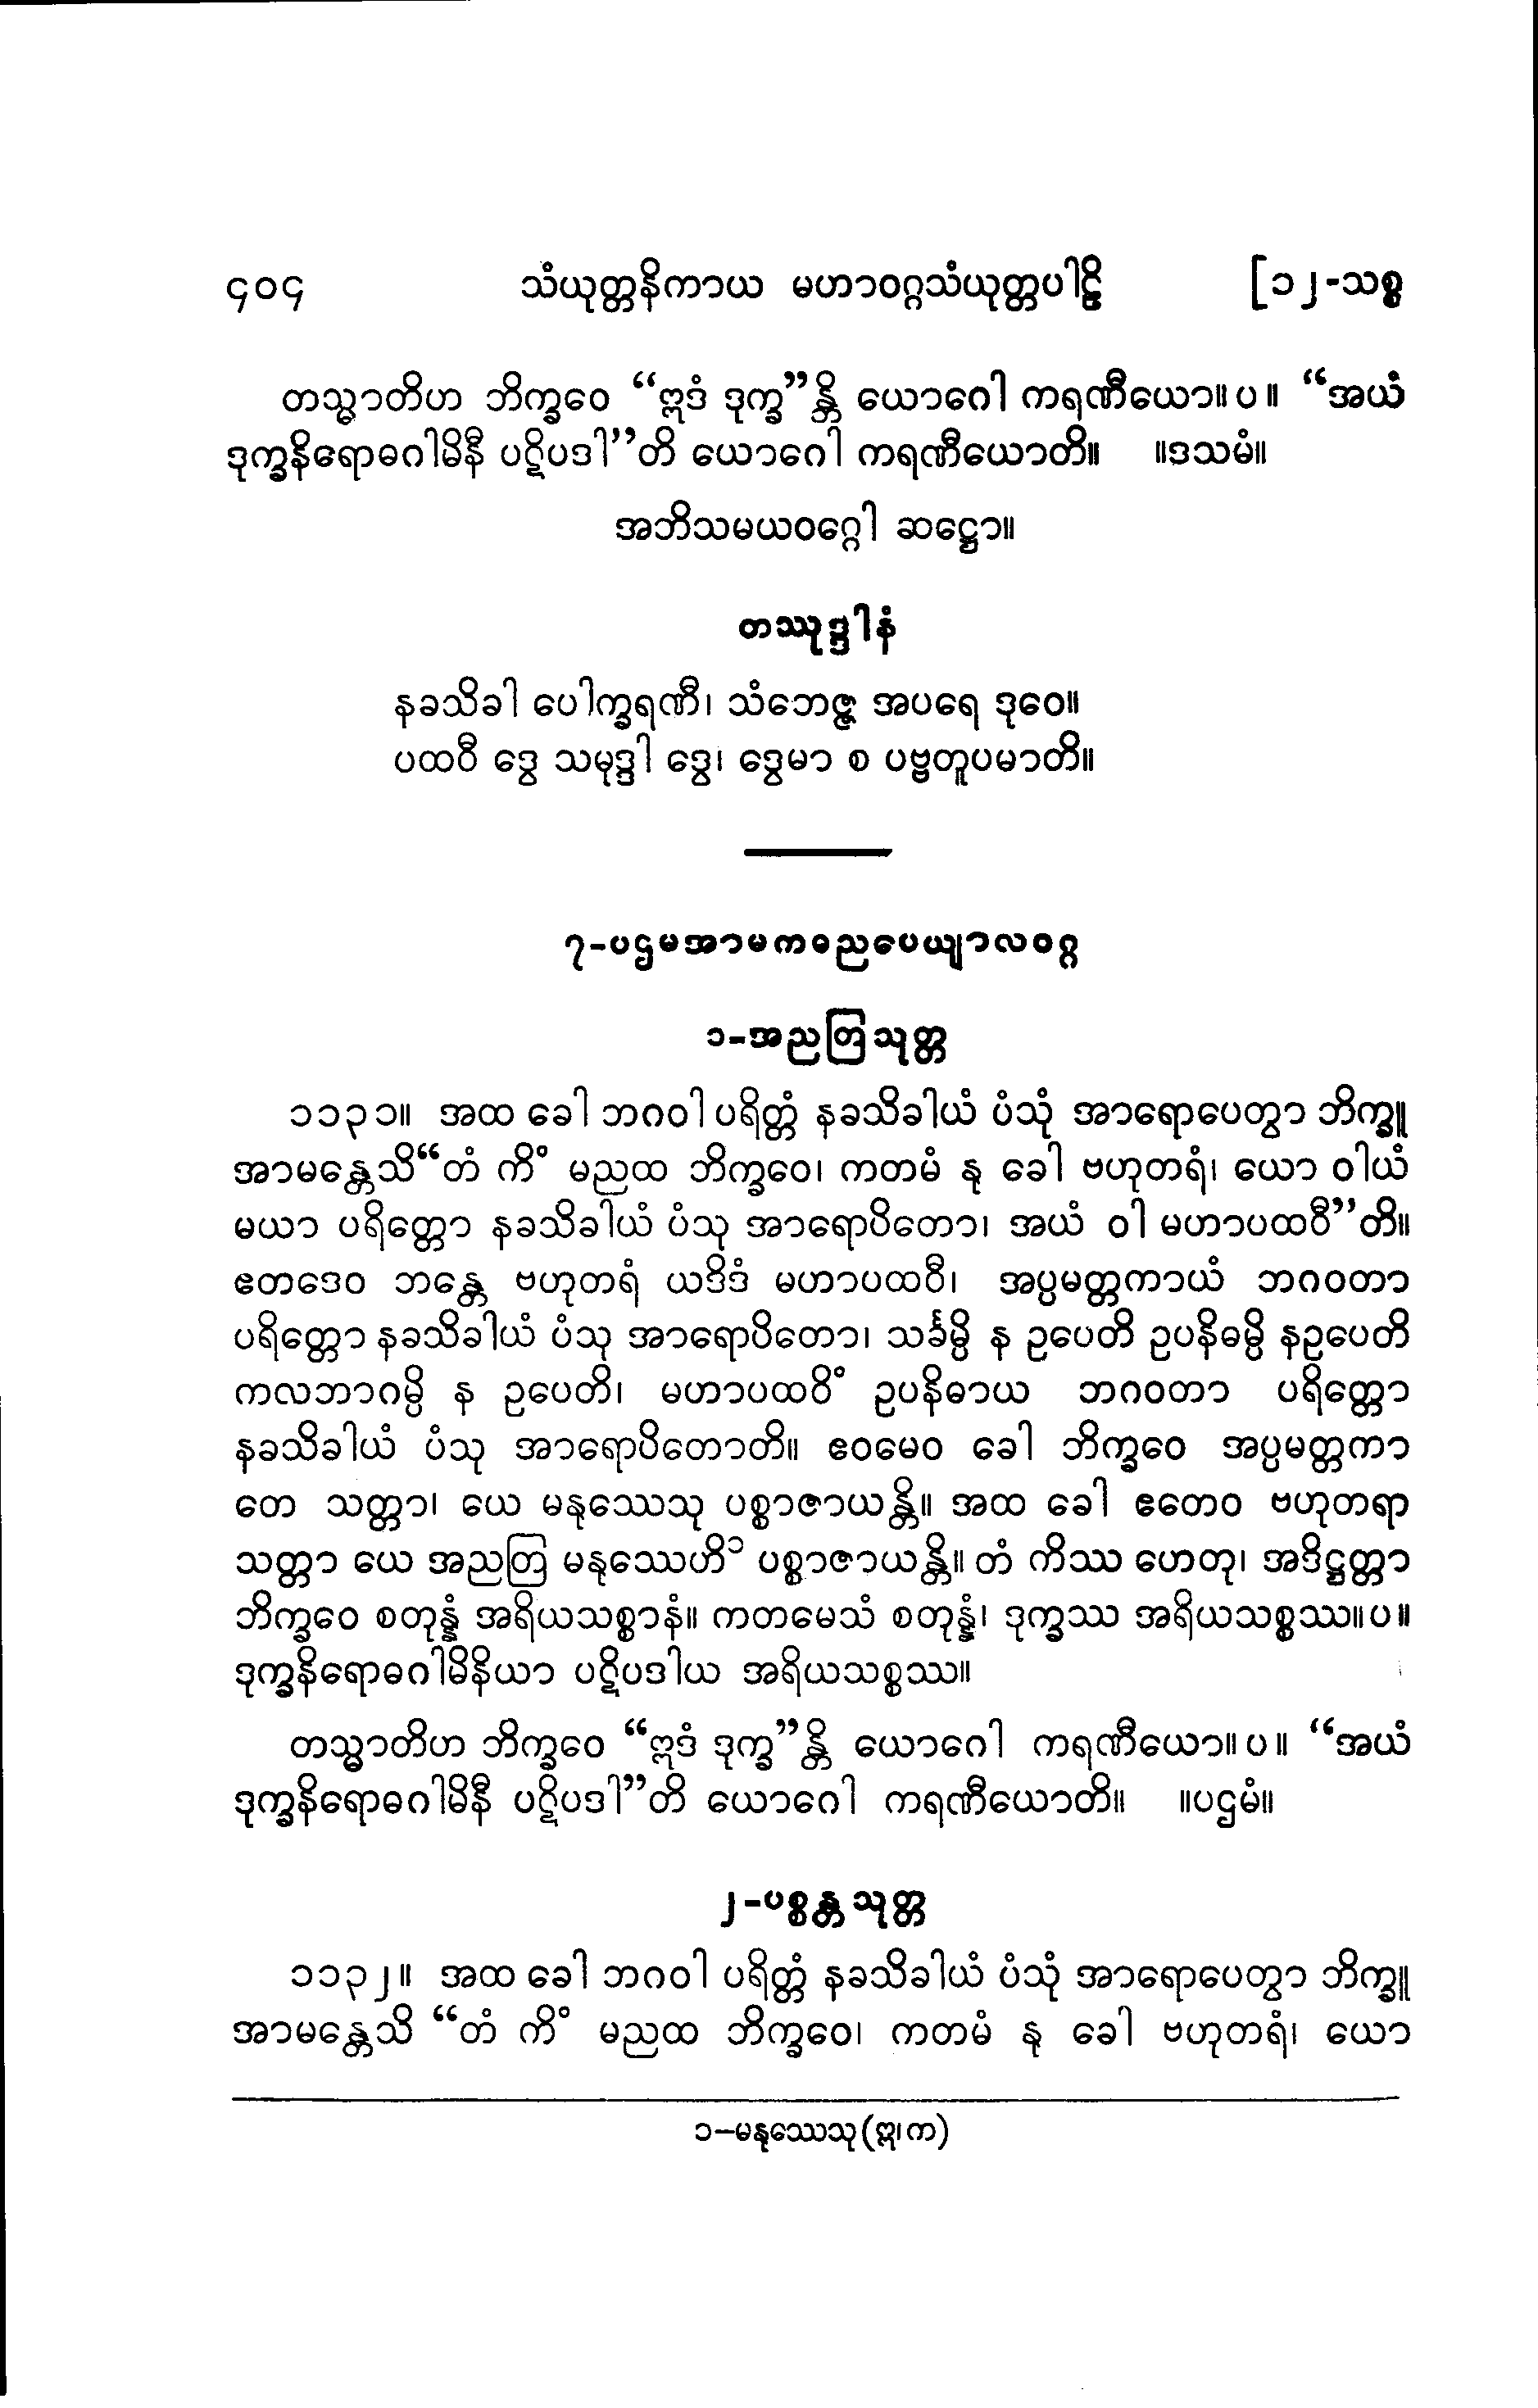 ၄၀၄ သံယုတ္တနိကာယ မဟာဝဂ္ဂသံယုတ္တပါဠိ [၁၂-သစ္စ
တသ္မာတိဟ ဘိက္ခဝေ “ဣဒံ ဒုက္ခ”န္တိ ယောဂေါ ကရဏီယော။ပ။ “အယံ
ဒုက္ခနိရောဓဂါမိနီ ပဋိပဒါ”တိ ယောဂေါ ကရဏီယောတိ။ ။ဒသမံ။
အဘိသမယဝဂ္ဂေါ ဆဋ္ဌော။
တဿုဒ္ဒါနံ
နခသိခါ ပေါက္ခရဏီ၊ သံဘေဇ္ဇ အပရေ ဒုဝေ။
ပထဝီ ဒွေ သမုဒ္ဒါ ဒွေ၊ ဒွေမာ စ ပဗ္ဗတူပမာတိ။
၇-ပဌမအာမကဓညပေယျာလဝဂ္ဂ
၁-အညတြသုတ္တ
၁၁၃၁။ အထ ခေါ ဘဂဝါ ပရိတ္တံ နခသိခါယံ ပံသုံ အာရောပေတွာ ဘိက္ခူ
အာမန္တေသိ“တံ ကိံ မညထ ဘိက္ခဝေ၊ ကတမံ နု ခေါ ဗဟုတရံ၊ ယော ဝါယံ
မယာ ပရိတ္တော နခသိခါယံ ပံသု အာရောပိတော၊ အယံ ဝါ မဟာပထဝီ”တိ။
ဧတဒေဝ ဘန္တေ ဗဟုတရံ ယဒိဒံ မဟာပထဝီ၊ အပ္ပမတ္တကာယံ ဘဂဝတာ
ပရိတ္တော နခသိခါယံ ပံသု အာရောပိတော၊ သင်္ခမ္ပိ န ဥပေတိ ဥပနိဓမ္ပိ နဥပေတိ
ကလဘာဂမ္ပိ န ဥပေတိ၊ မဟာပထဝိံ ဥပနိဓာယ ဘဂဝတာ ပရိတ္တော
နခသိခါယံ ပံသု အာရောပိတောတိ။ ဧဝမေဝ ခေါ ဘိက္ခဝေ အပ္ပမတ္တကာ
တေ သတ္တာ၊ ယေ မနုဿေသု ပစ္စာဇာယန္တိ။ အထ ခေါ ဧတေဝ ဗဟုတရာ
သတ္တာ ယေ အညတြ မနုဿေဟိ၁ ပစ္စာဇာယန္တိ။ တံ ကိဿ ဟေတု၊ အဒိဋ္ဌတ္တာ
ဘိက္ခဝေ စတုန္နံ အရိယသစ္စာနံ။ ကတမေသံ စတုန္နံ၊ ဒုက္ခဿ အရိယသစ္စဿ။ပ။
ဒုက္ခနိရောဓဂါမိနိယာ ပဋိပဒါယ အရိယသစ္စဿ။
တသ္မာတိဟ ဘိက္ခဝေ “ဣဒံ ဒုက္ခ”န္တိ ယောဂေါ ကရဏီယော။ပ။ “အယံ
ဒုက္ခနိရောဓဂါမိနီ ပဋိပဒါ”တိ ယောဂေါ ကရဏီယောတိ။ ။ပဌမံ။
၂-ပစ္စန္တသုတ္တ
၁၁၃၂။ အထ ခေါ ဘဂဝါ ပရိတ္တံ နခသိခါယံ ပံသုံ အာရောပေတွာ ဘိက္ခူ
အာမန္တေသိ “တံ ကိံ မညထ ဘိက္ခဝေ၊ ကတမံ နု ခေါ ဗဟုတရံ၊ ယော
၁–မနုဿေသု(ဣ၊က)